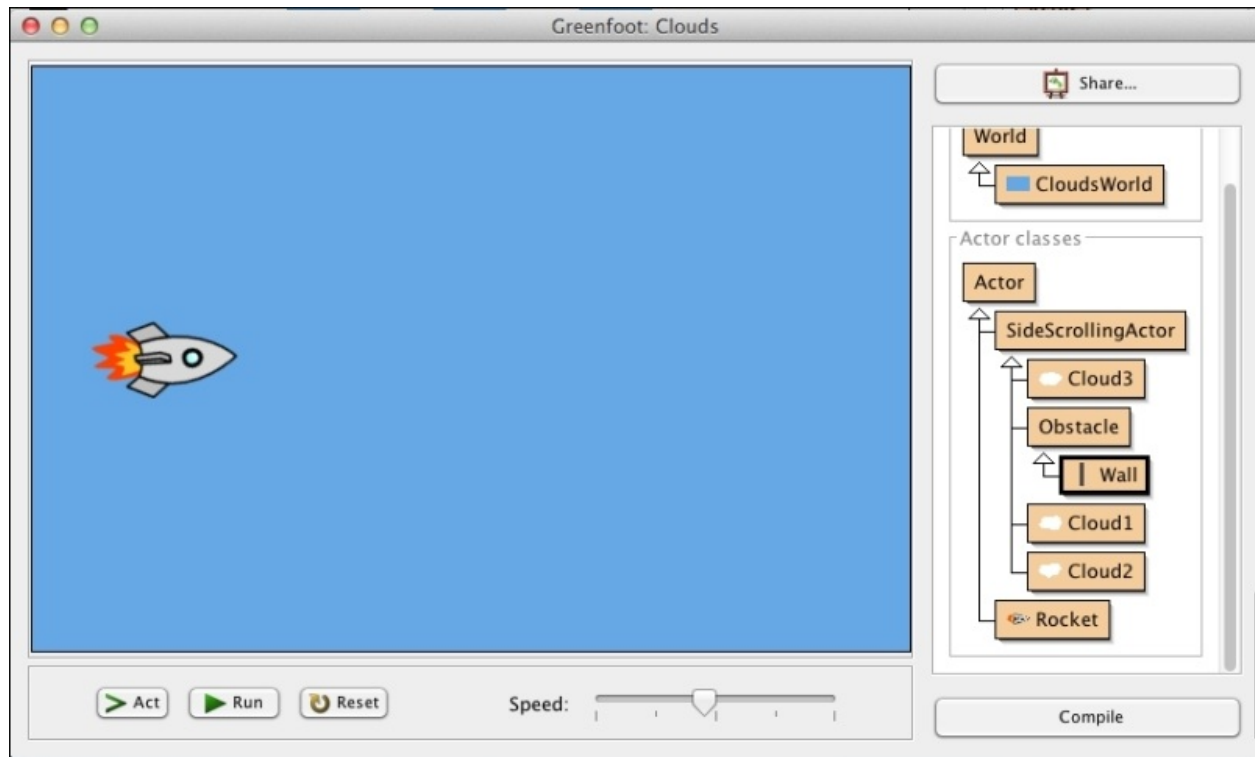 Greenfoot: Clouds
Share...
World
CloudsWorld
Actor classes
Actor
SideScrollingActor
Cloud3
Obstacle
Wall
Cloud1
Cloud2
Rocket
Act
Run
Reset
Speed:
Compile